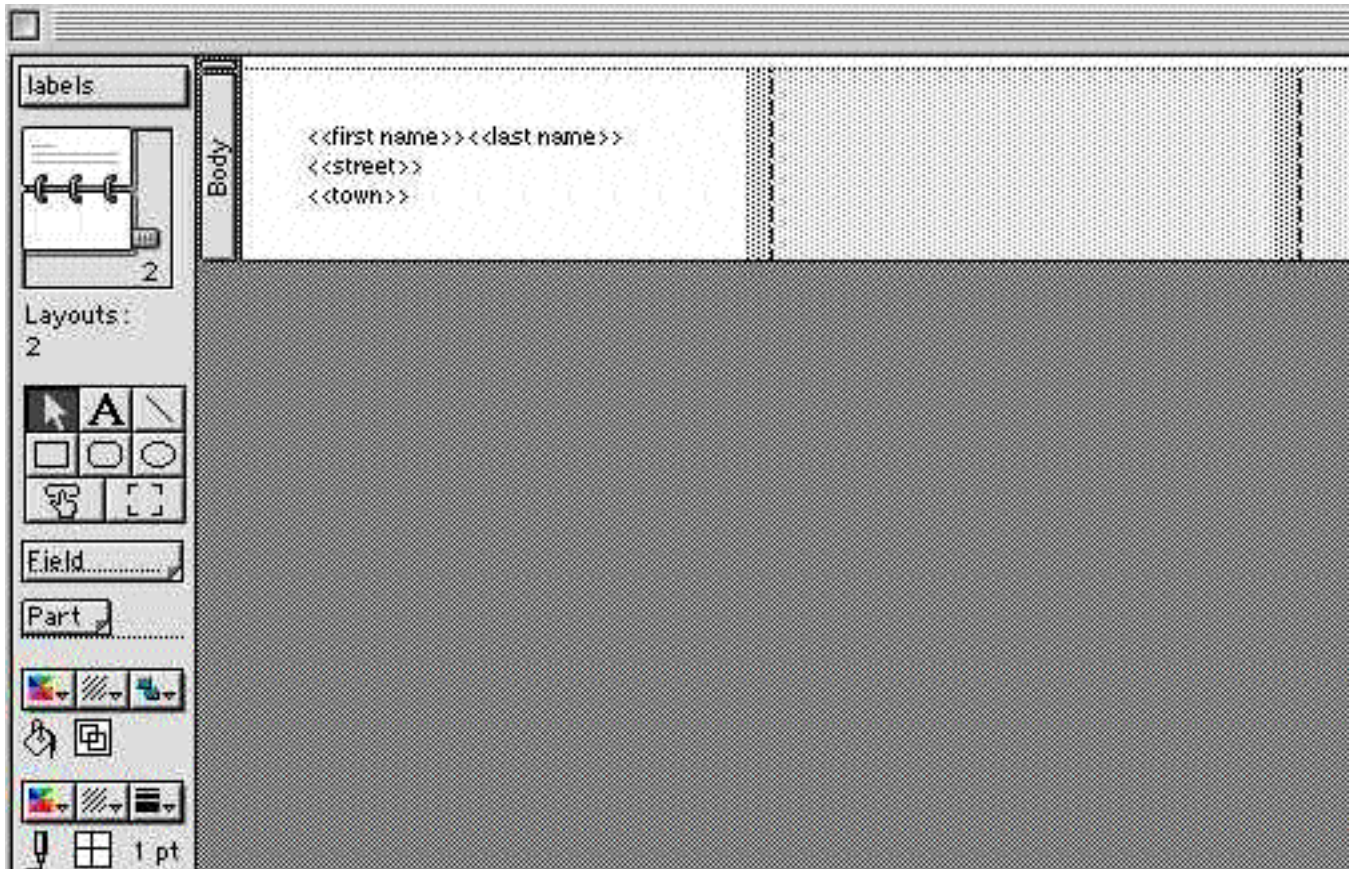 labels
2
Layouts:
2
A
Field
Part
1 pt
Body
<<first name>><<last name>>
<<street>>
<<town>>